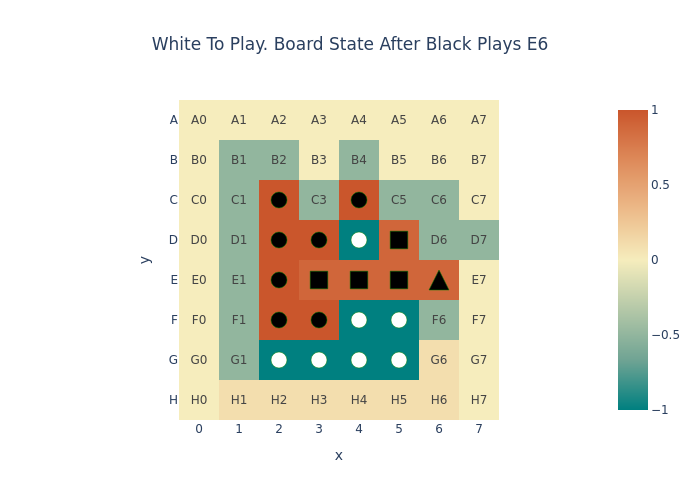 White To Play. Board State After Black Plays E6
A A0 A1 A2 A3 A4 A5 A6 A7
B B0 B1 B2 B3 B4 B5 B6 B7
C C0 C1 C3 C5 C6 C7
D D0 D1 D6 D7
E E0 E1 E7
F F0 F1 F6 F7
G G0 G1 G6 G7
H H0 H1 H2 H3 H4 H5 H6 H7
0 1 2 3 4 5 6 7
x
y
1
0.5
0
−0.5
−1